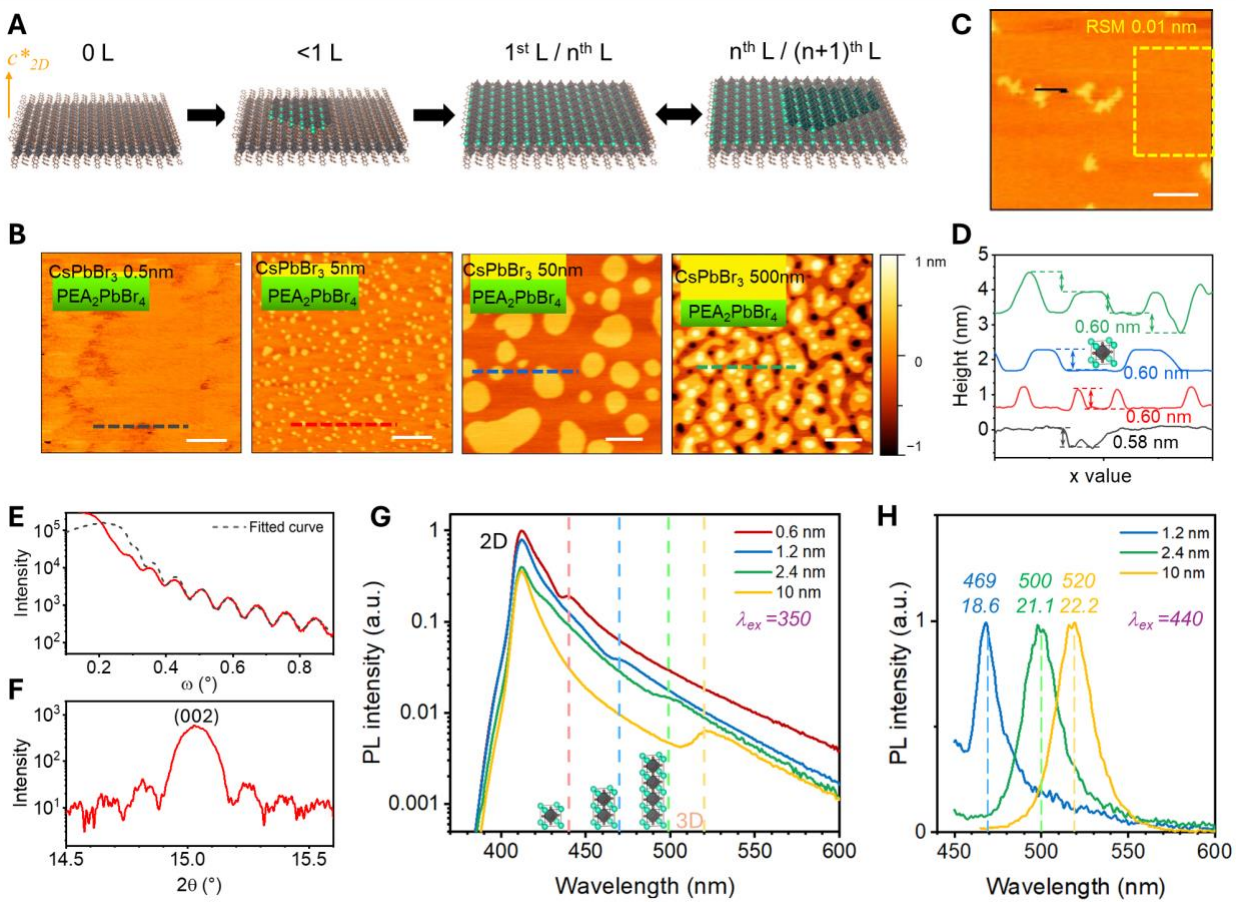 A
0 L
<1 L
1st L / nth L
nth L / (n+1)th L
c*2D
C
RSM 0.01 nm
B
CsPbBr3 0.5nm
PEA2PbBr4
CsPbBr3 5nm
PEA2PbBr4
CsPbBr3 50nm
PEA2PbBr4
CsPbBr3 500nm
PEA2PbBr4
1 nm
0
−1
D
Height (nm)
5
4
3
2
1
0
0.60 nm
0.60 nm
0.60 nm
0.58 nm
x value
E
Intensity
10^5
10^4
10^3
10^2
Fitted curve
0.2 0.4 0.6 0.8
ω (°)
F
Intensity
10^3
10^2
10^1
(002)
14.5 15.0 15.5
2θ (°)
G
PL intensity (a.u.)
1
0.1
0.01
0.001
2D
0.6 nm
1.2 nm
2.4 nm
10 nm
λex =350
3D
400 450 500 550 600
Wavelength (nm)
H
PL intensity (a.u.)
1
0
1.2 nm
2.4 nm
10 nm
469 500 520
18.6 21.1 22.2
λex =440
450 500 550 600
Wavelength (nm)